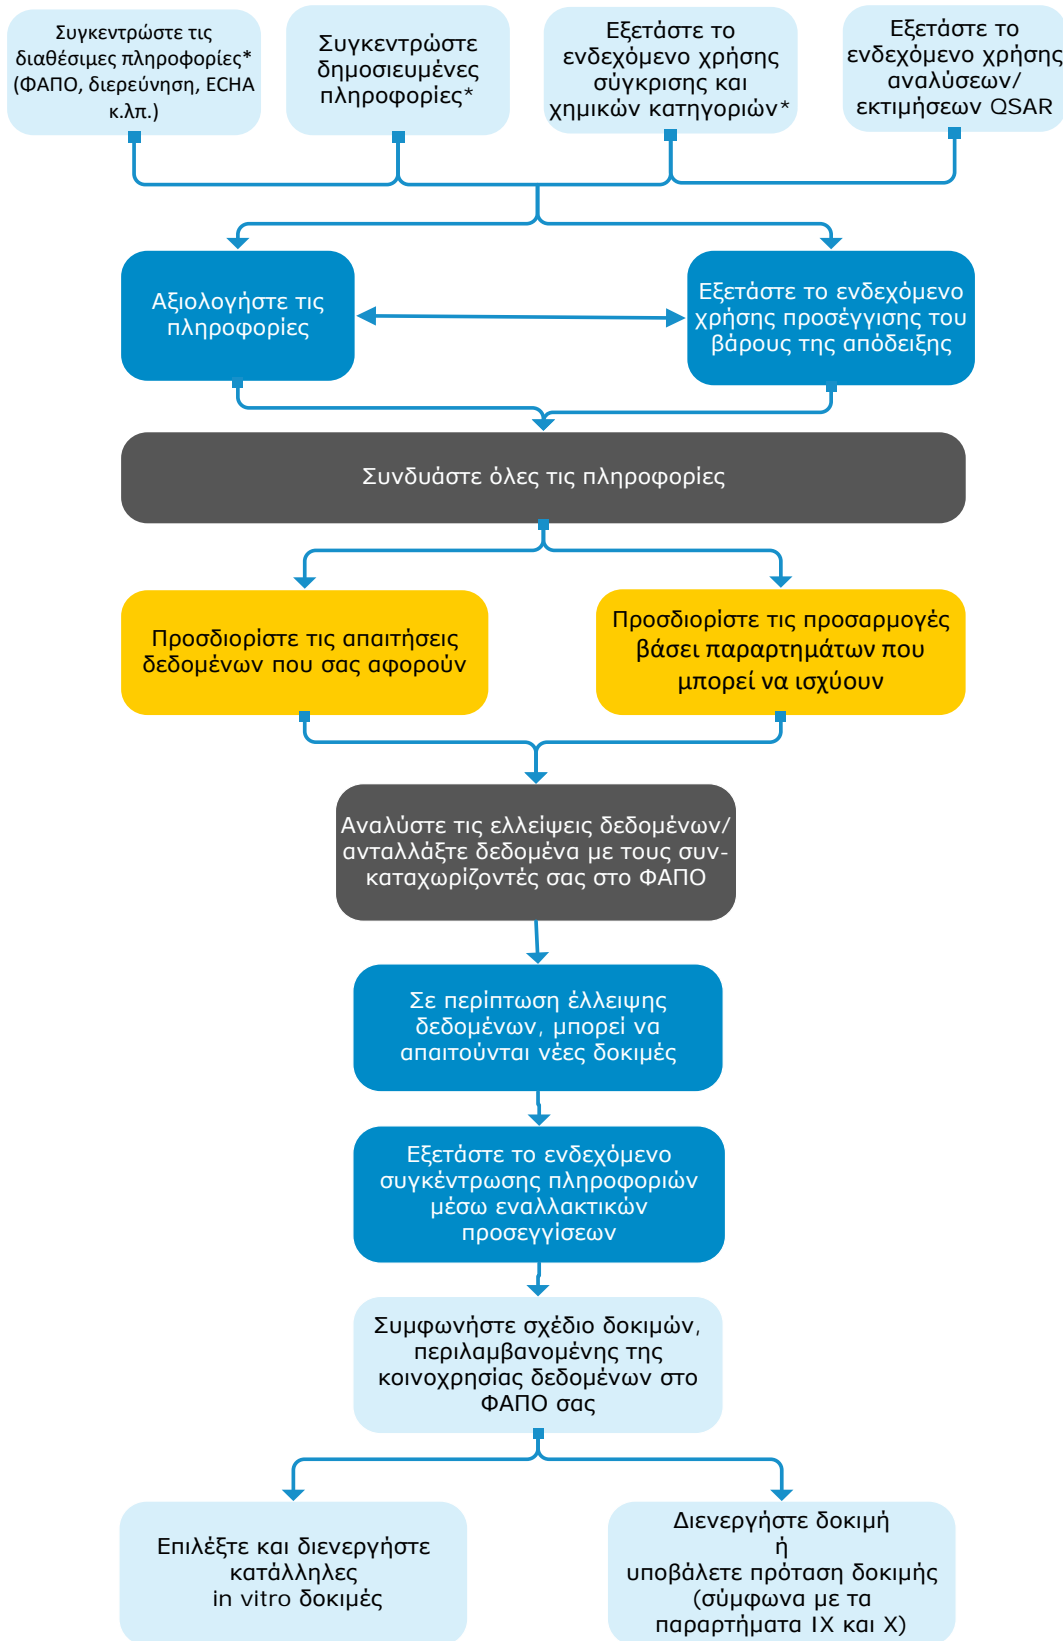 Συγκεντρώστε τις
διαθέσιμες πληροφορίες*
(ΦΑΠΟ, διερεύνηση, ECHA
κ.λπ.)
Συγκεντρώστε
δημοσιευμένες
πληροφορίες*
Εξετάστε το
ενδεχόμενο χρήσης
σύγκρισης και
χημικών κατηγοριών*
Εξετάστε το
ενδεχόμενο χρήσης
αναλύσεων/
εκτιμήσεων QSAR
Αξιολογήστε τις
πληροφορίες
Εξετάστε το ενδεχόμενο
χρήσης προσέγγισης του
βάρους της απόδειξης
Συνδυάστε όλες τις πληροφορίες
Προσδιορίστε τις απαιτήσεις
δεδομένων που σας αφορούν
Προσδιορίστε τις προσαρμογές
βάσει παραρτημάτων που
μπορεί να ισχύουν
Αναλύστε τις ελλείψεις δεδομένων/
ανταλλάξτε δεδομένα με τους συν-
καταχωρίζοντές σας στο ΦΑΠΟ
Σε περίπτωση έλλειψης
δεδομένων, μπορεί να
απαιτούνται νέες δοκιμές
Εξετάστε το ενδεχόμενο
συγκέντρωσης πληροφοριών
μέσω εναλλακτικών
προσεγγίσεων
Συμφωνήστε σχέδιο δοκιμών,
περιλαμβανομένης της
κοινοχρησίας δεδομένων στο
ΦΑΠΟ σας
Επιλέξτε και διενεργήστε
κατάλληλες
in vitro δοκιμές
Διενεργήστε δοκιμή
ή
υποβάλετε πρόταση δοκιμής
(σύμφωνα με τα
παραρτήματα IX και X)